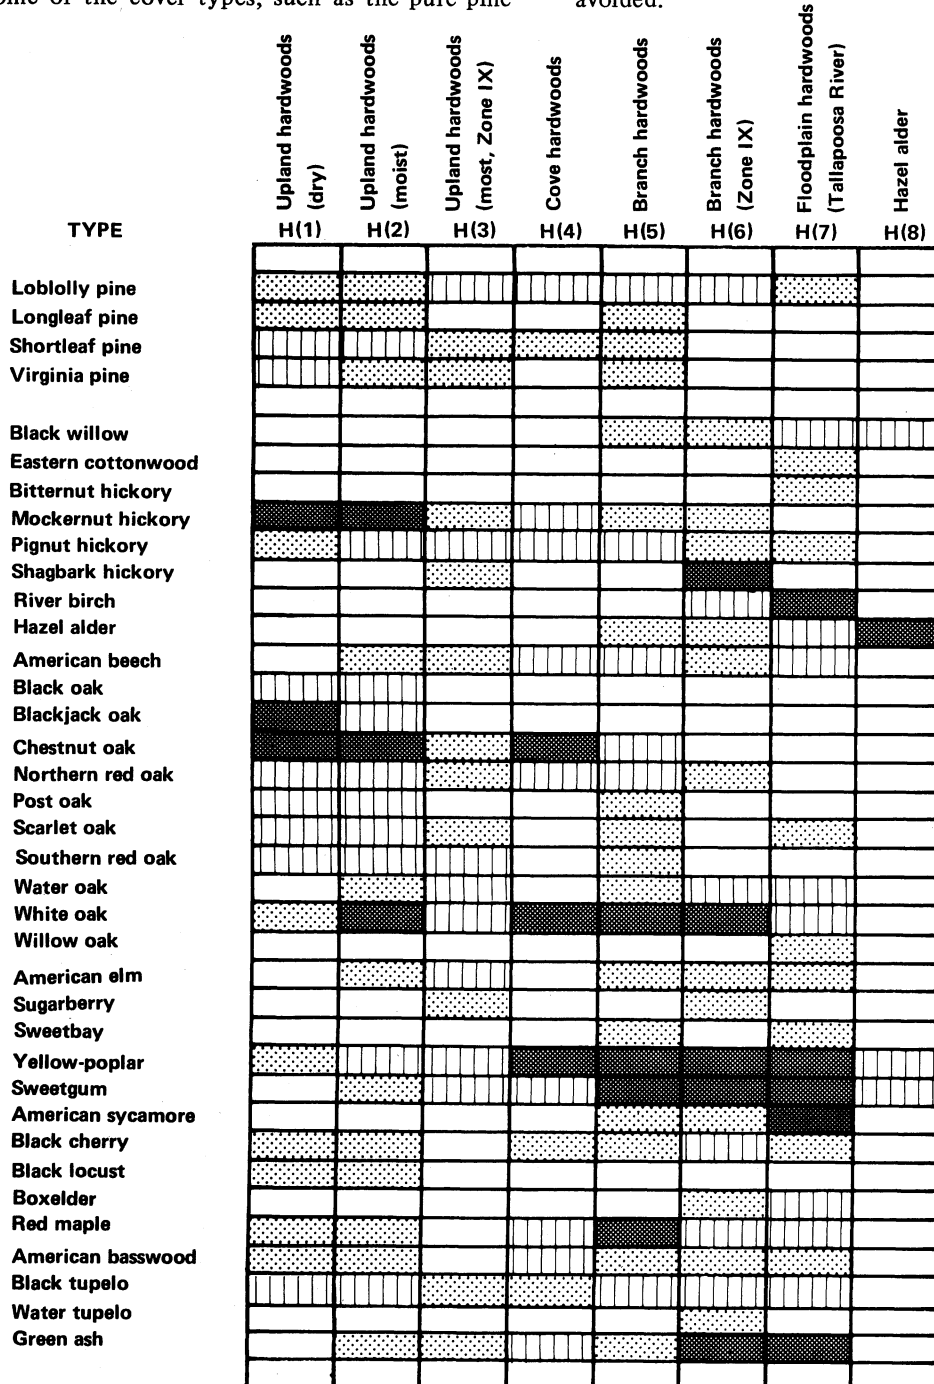 ome of the cover types, such as the pure pine
avoided.
Upland hardwoods
(dry)
Upland hardwoods
(moist)
Upland hardwoods
(most, Zone IX)
Cove hardwoods
Branch hardwoods
Branch hardwoods
(Zone IX)
Floodplain hardwoods
(Tallapoosa River)
Hazel alder
TYPE H(1) H(2) H(3) H(4) H(5) H(6) H(7) H(8)
Loblolly pine
Longleaf pine
Shortleaf pine
Virginia pine
Black willow
Eastern cottonwood
Bitternut hickory
Mockernut hickory
Pignut hickory
Shagbark hickory
River birch
Hazel alder
American beech
Black oak
Blackjack oak
Chestnut oak
Northern red oak
Post oak
Scarlet oak
Southern red oak
Water oak
White oak
Willow oak
American elm
Sugarberry
Sweetbay
Yellow-poplar
Sweetgum
American sycamore
Black cherry
Black locust
Boxelder
Red maple
American basswood
Black tupelo
Water tupelo
Green ash